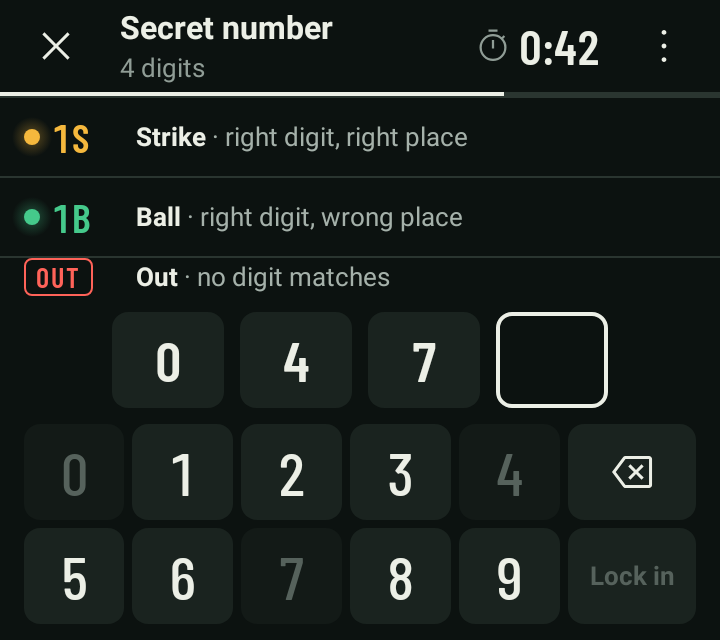 Secret number
4 digits
0:42
1S Strike · right digit, right place
1B Ball · right digit, wrong place
OUT Out · no digit matches
0 4 7
0 1 2 3 4
5 6 7 8 9 Lock in